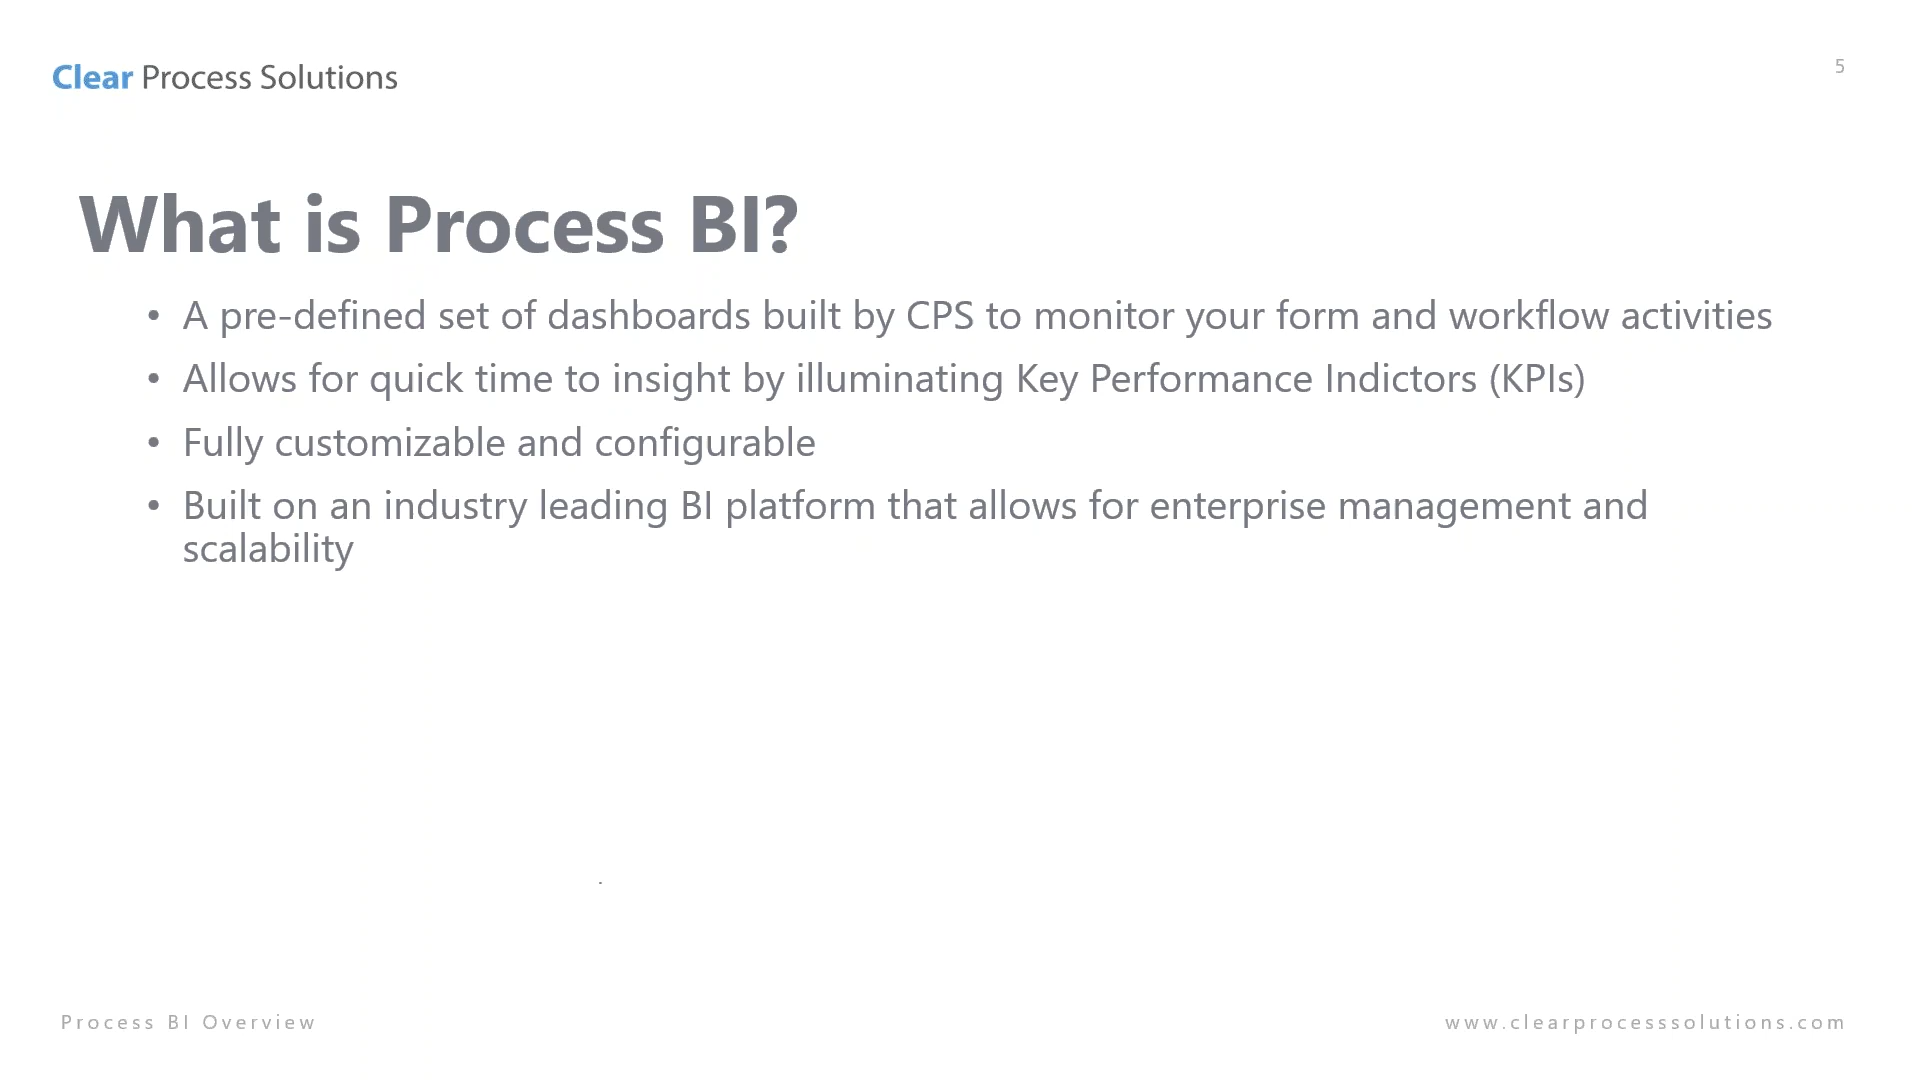 Clear Process Solutions
5
What is Process BI?
• A pre-defined set of dashboards built by CPS to monitor your form and workflow activities
• Allows for quick time to insight by illuminating Key Performance Indictors (KPIs)
• Fully customizable and configurable
• Built on an industry leading BI platform that allows for enterprise management and
scalability
.
Process BI Overview
www.clearprocesssolutions.com